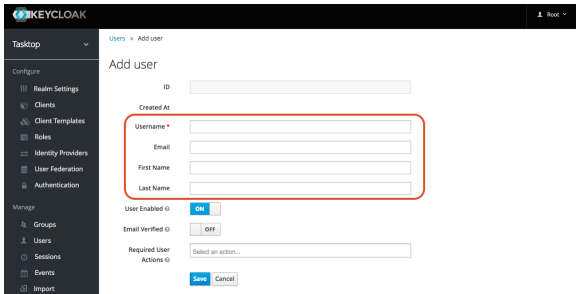 KEYCLOAK
Root
Tasktop
Users » Add user
Add user
Configure
Realm Settings
Clients
Client Templates
Roles
Identity Providers
User Federation
Authentication
Manage
Groups
Users
Sessions
Events
Import
ID
Created At
Username *
Email
First Name
Last Name
User Enabled
ON
Email Verified
OFF
Required User
Actions
Select an action...
Save Cancel